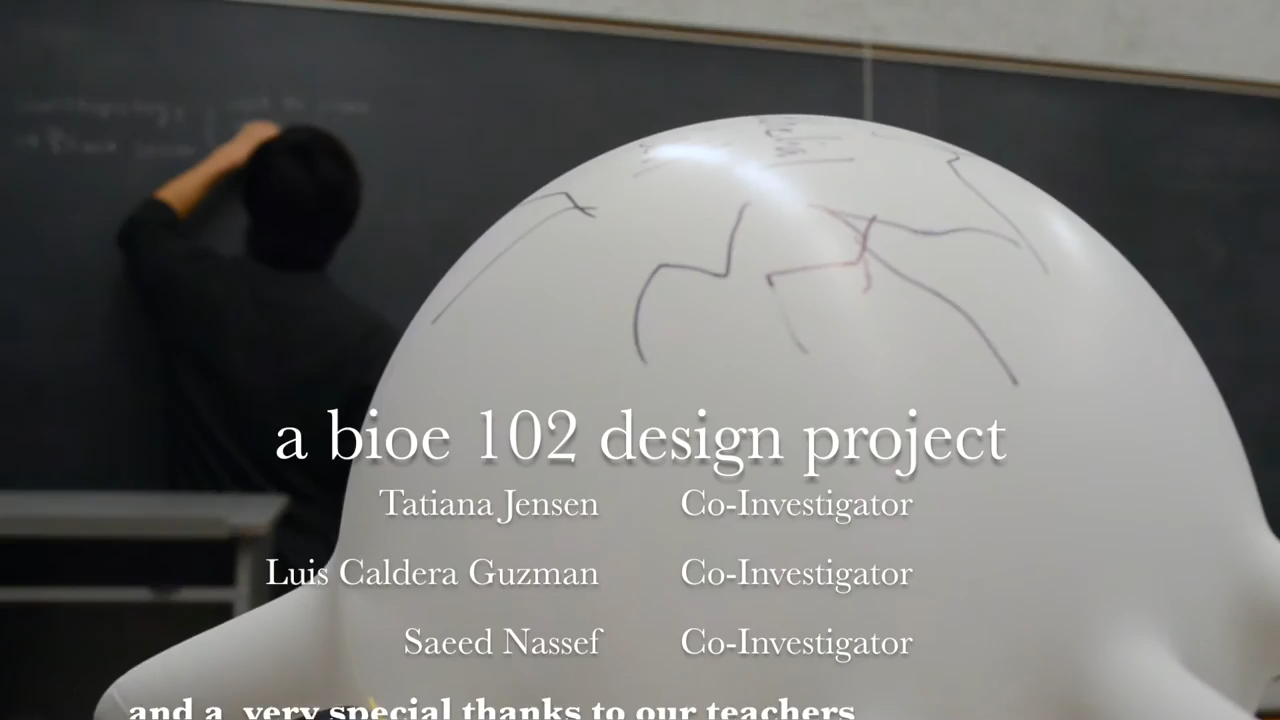 a bioe 102 design project
Tatiana Jensen Co-Investigator
Luis Caldera Guzman Co-Investigator
Saeed Nassef Co-Investigator
and a very special thanks to our teachers